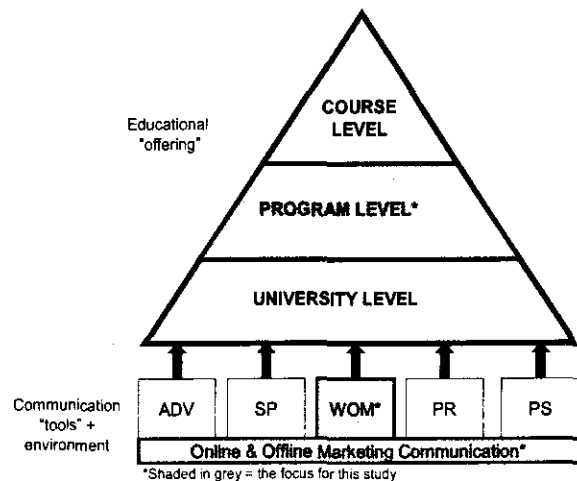 COURSE
LEVEL
Educational
"offering"
PROGRAM LEVEL*
UNIVERSITY LEVEL
Communication
"tools" +
environment
ADV
SP
WOM*
PR
PS
Online & Offline Marketing Communication*
*Shaded in grey = the focus for this study